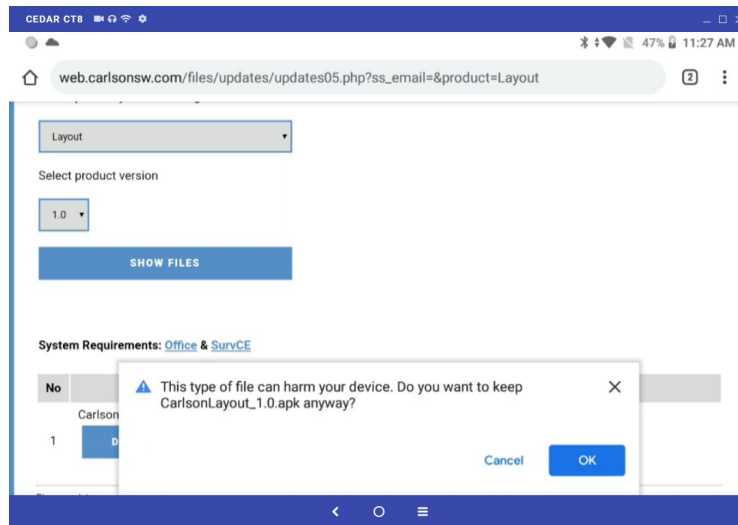 CEDAR CT8
47% 11:27 AM
web.carlsonsw.com/files/updates/updates05.php?ss_email=&product=Layout
2
Layout
Select product version
1.0
SHOW FILES
System Requirements: Office & SurvCE
No
This type of file can harm your device. Do you want to keep
CarlsonLayout_1.0.apk anyway?
Carlson
1
D
Cancel
OK